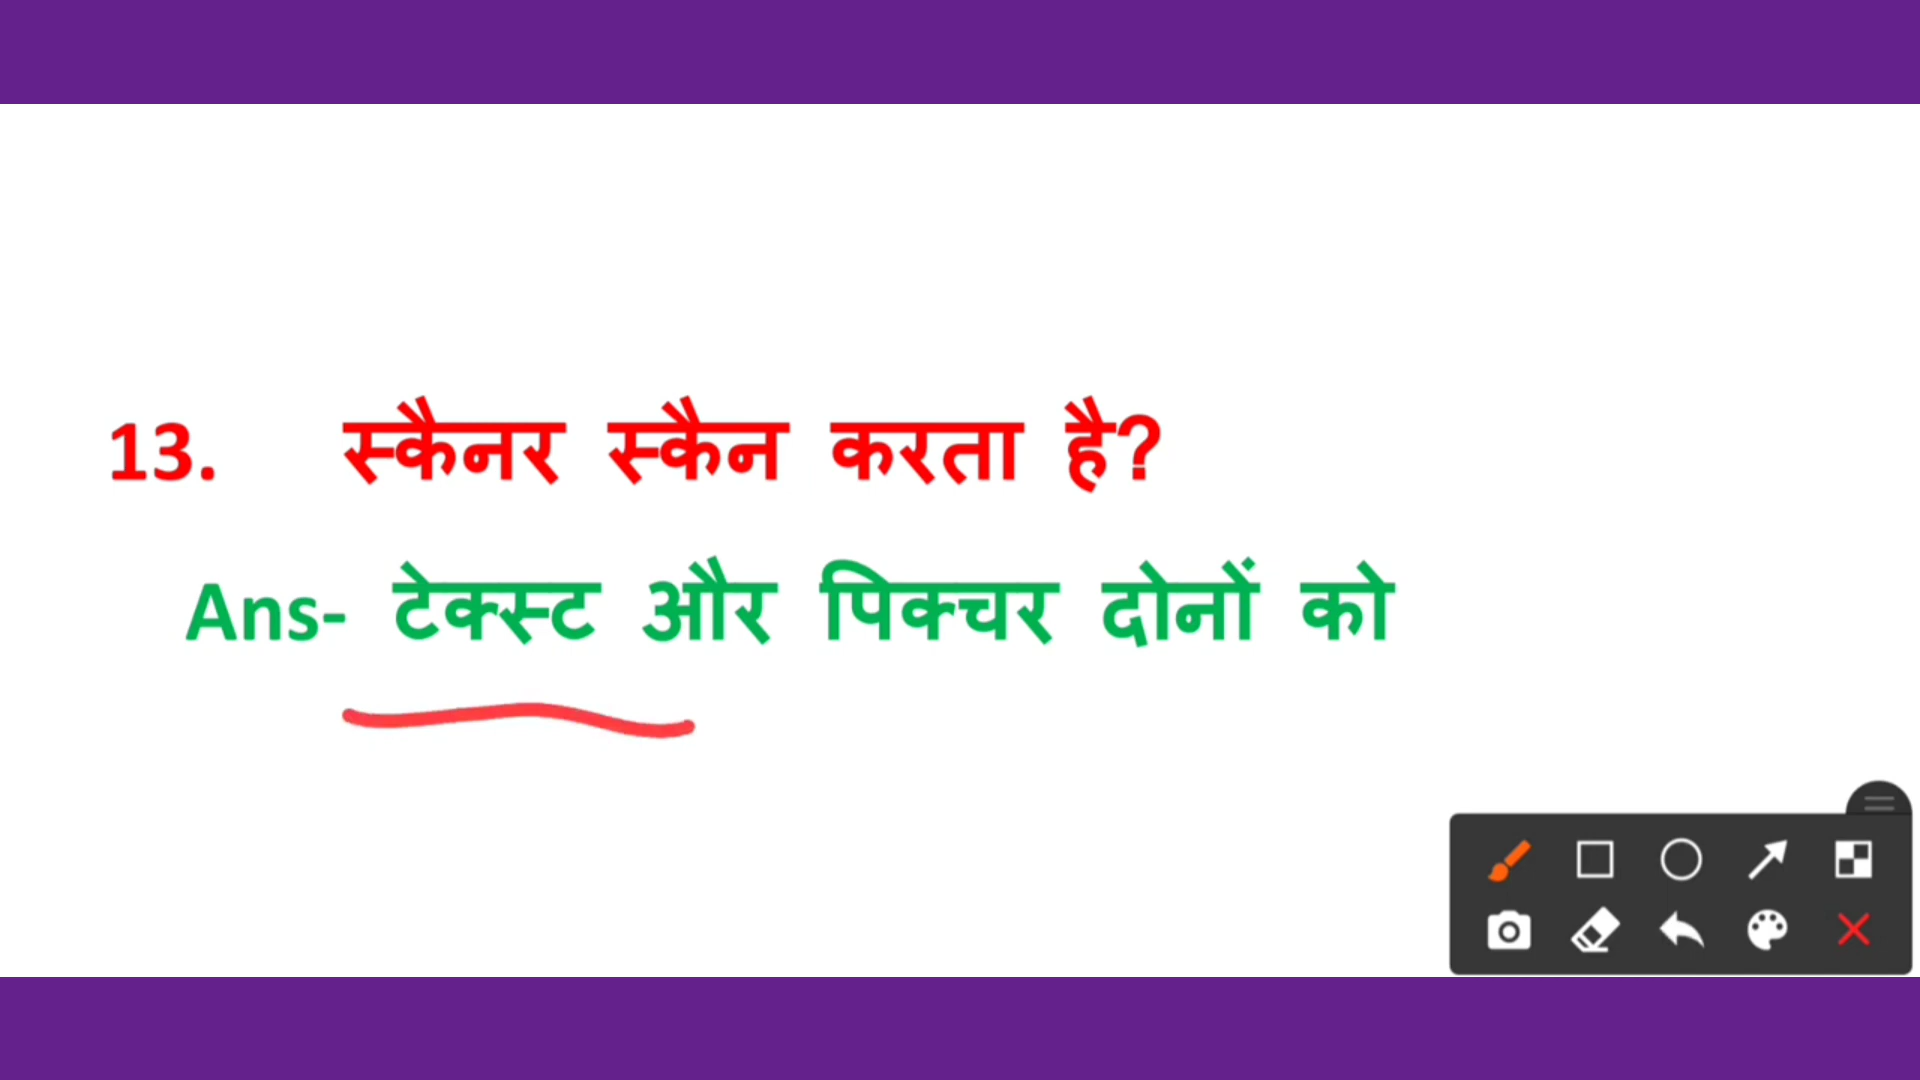 13. स्कैनर स्कैन करता है?
Ans- टेक्स्ट और पिक्चर दोनों को